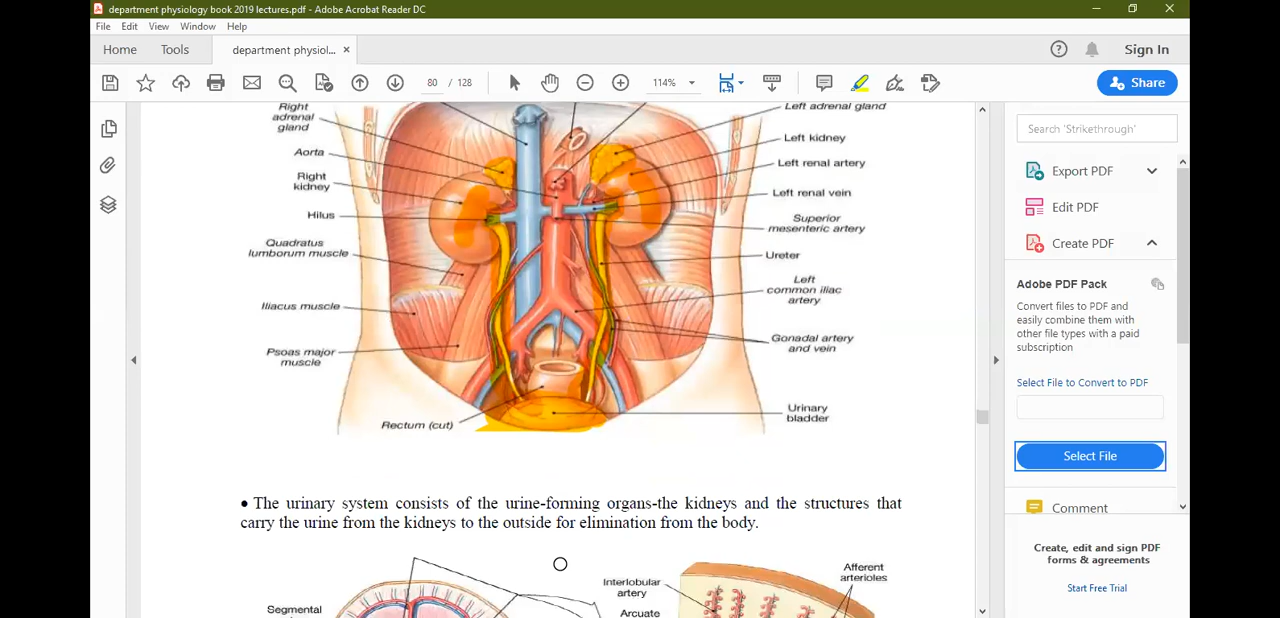 department physiology book 2019 lectures.pdf - Adobe Acrobat Reader DC
File Edit View Window Help
Home Tools department physiol... × Sign In
80 / 128 114% Share
Right
adrenal
gland
Aorta
Right
kidney
Hilus
Quadratus
lumborum muscle
Iliacus muscle
Psoas major
muscle
Rectum (cut)
Left adrenal gland
Left kidney
Left renal artery
Left renal vein
Superior
mesenteric artery
Ureter
Left
common iliac
artery
Gonadal artery
and vein
Urinary
bladder
• The urinary system consists of the urine-forming organs-the kidneys and the structures that
carry the urine from the kidneys to the outside for elimination from the body.
Segmental
Interlobular
artery
Arcuate
Afferent
arterioles
Search 'Strikethrough'
Export PDF
Edit PDF
Create PDF
Adobe PDF Pack
Convert files to PDF and
easily combine them with
other file types with a paid
subscription
Select File to Convert to PDF
Select File
Comment
Create, edit and sign PDF
forms & agreements
Start Free Trial